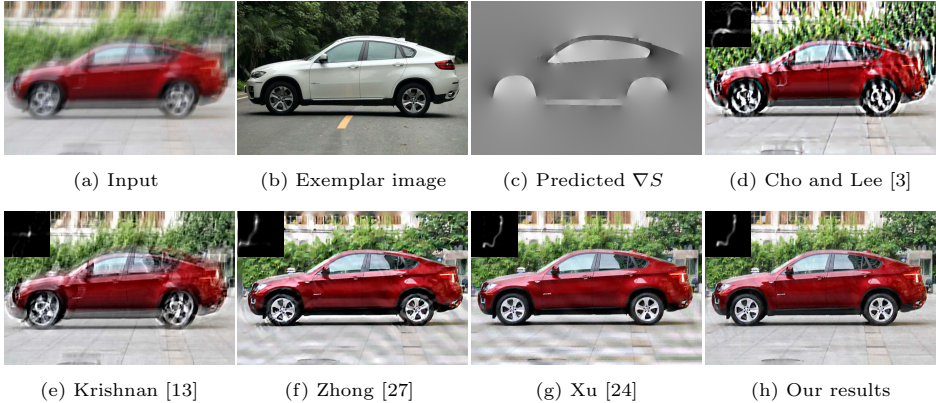 (a) Input
(b) Exemplar image
(c) Predicted ∇S
(d) Cho and Lee [3]
(e) Krishnan [13]
(f) Zhong [27]
(g) Xu [24]
(h) Our results